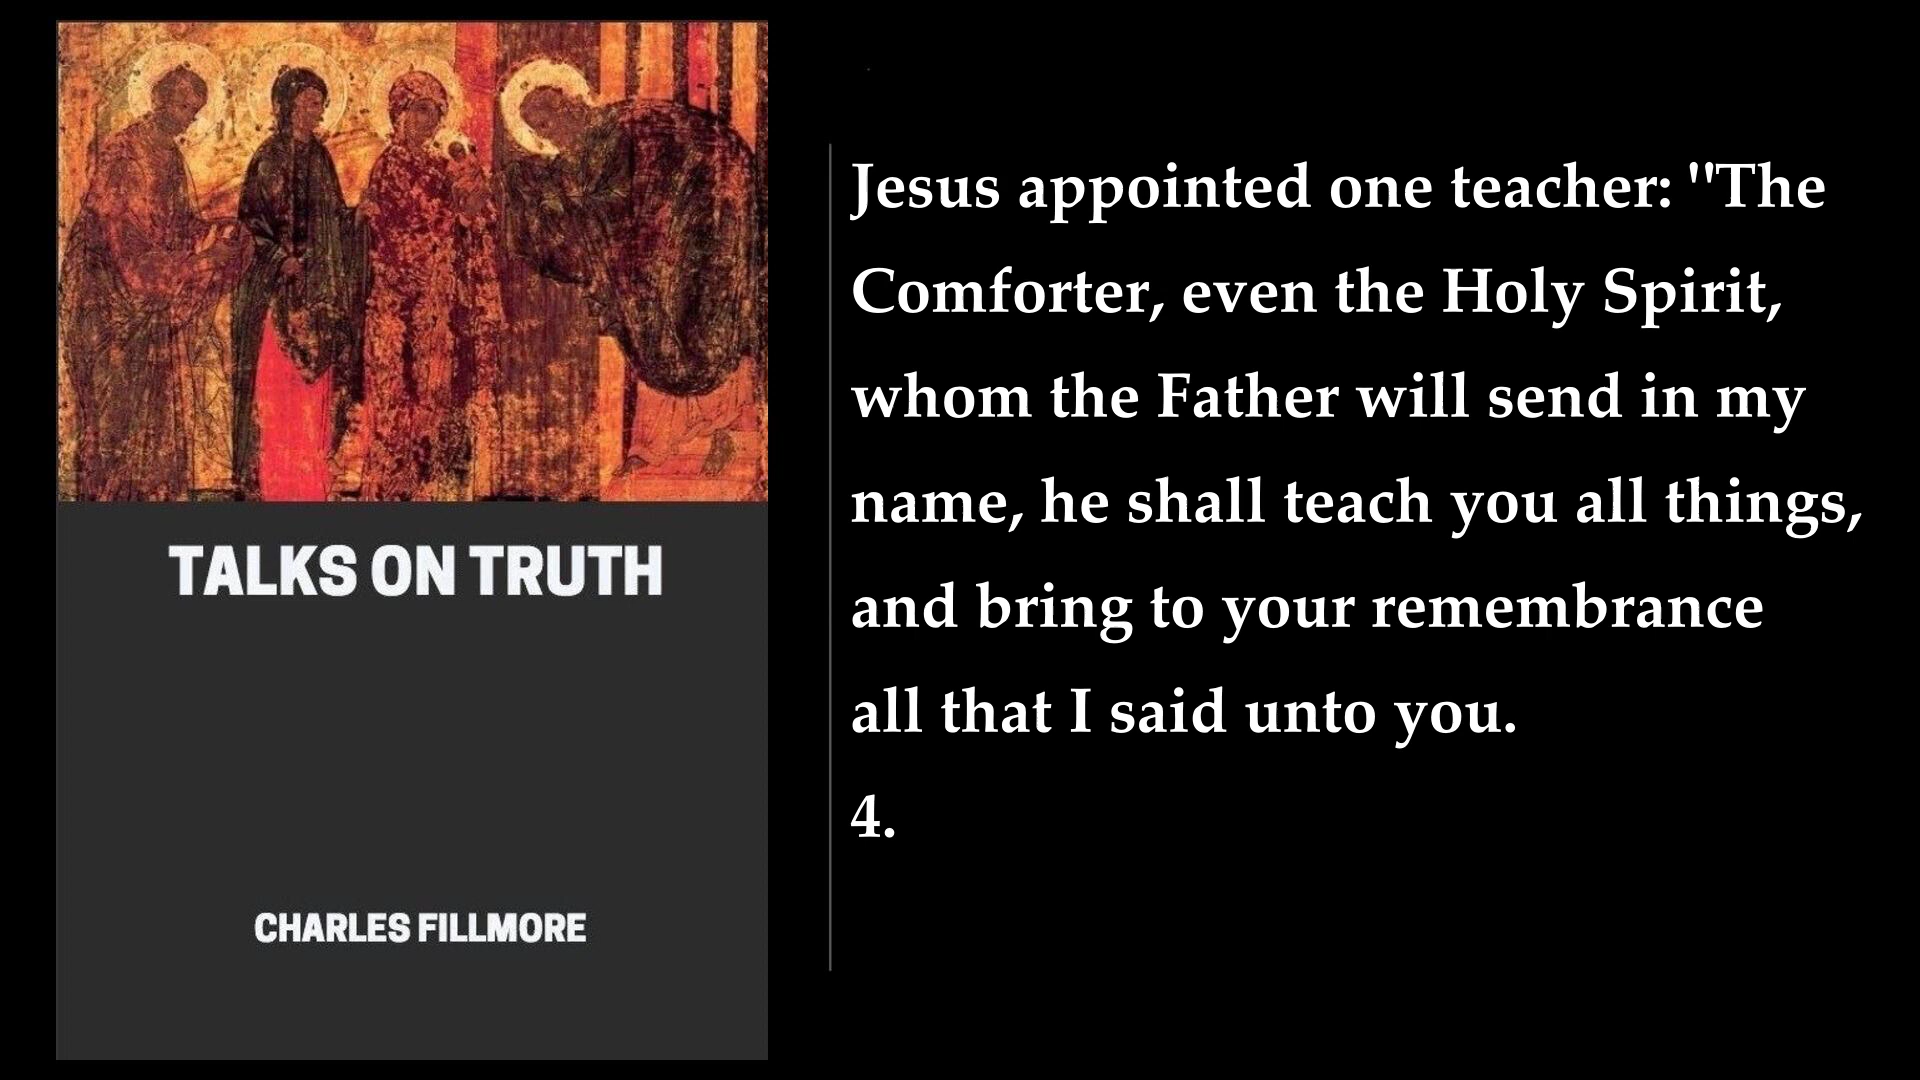 TALKS ON TRUTH
CHARLES FILLMORE
Jesus appointed one teacher: "The
Comforter, even the Holy Spirit,
whom the Father will send in my
name, he shall teach you all things,
and bring to your remembrance
all that I said unto you.
4.